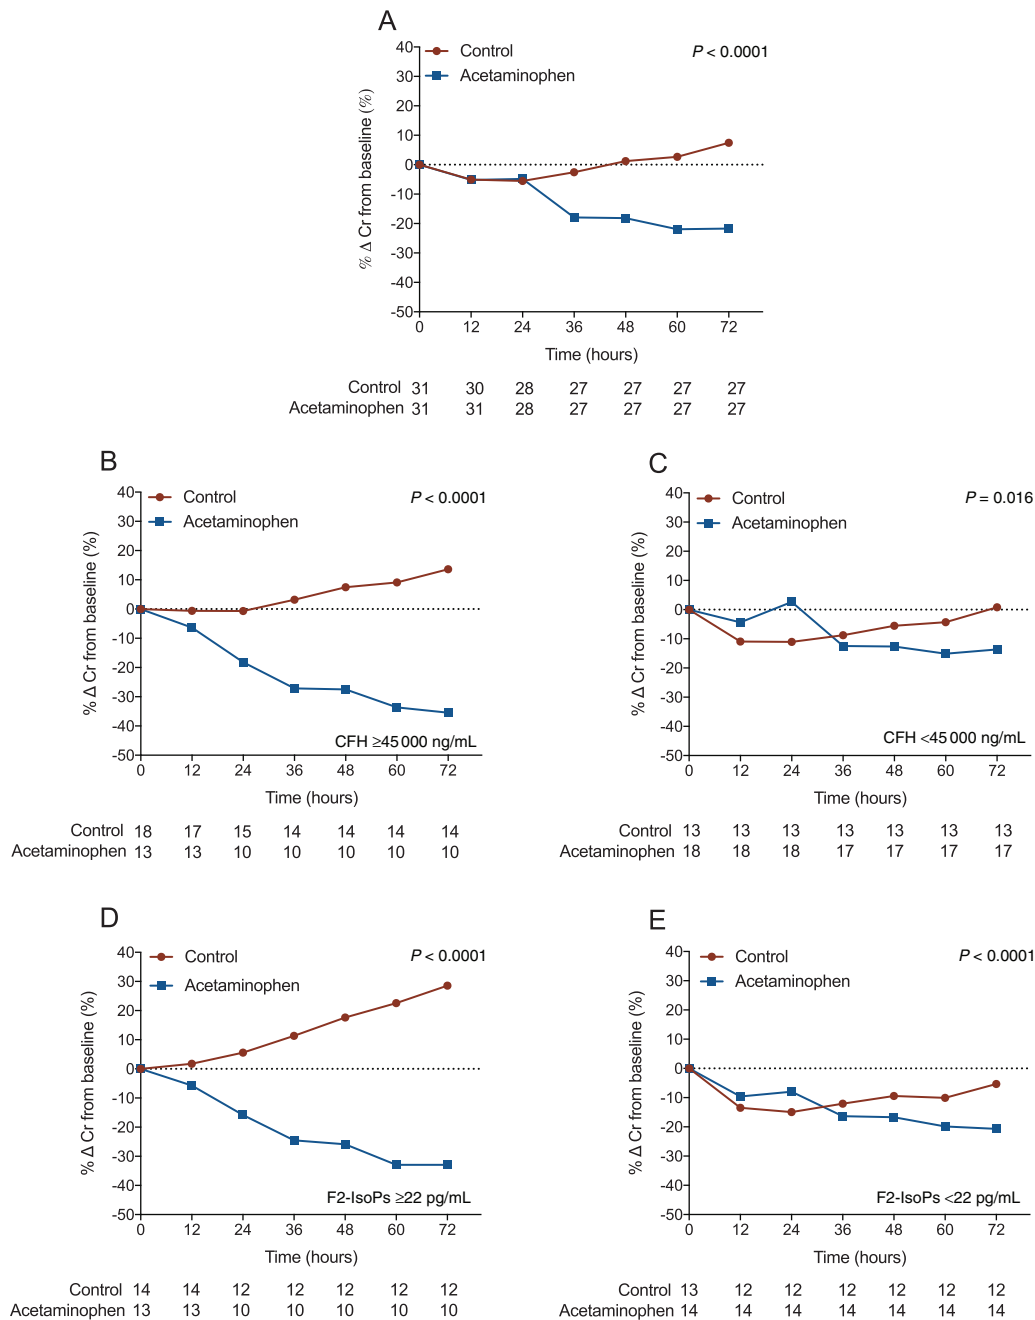 A
Control
Acetaminophen
P < 0.0001
40
30
20
10
0
-10
-20
-30
-40
-50
% Δ Cr from baseline (%)
0 12 24 36 48 60 72
Time (hours)
Control 31 30 28 27 27 27 27
Acetaminophen 31 31 28 27 27 27 27
B
Control
Acetaminophen
P < 0.0001
40
30
20
10
0
-10
-20
-30
-40
-50
% Δ Cr from baseline (%)
CFH ≥45 000 ng/mL
0 12 24 36 48 60 72
Time (hours)
Control 18 17 15 14 14 14 14
Acetaminophen 13 13 10 10 10 10 10
C
Control
Acetaminophen
P = 0.016
40
30
20
10
0
-10
-20
-30
-40
-50
% Δ Cr from baseline (%)
CFH <45 000 ng/mL
0 12 24 36 48 60 72
Time (hours)
Control 13 13 13 13 13 13 13
Acetaminophen 18 18 18 17 17 17 17
D
Control
Acetaminophen
P < 0.0001
40
30
20
10
0
-10
-20
-30
-40
-50
% Δ Cr from baseline (%)
F2-IsoPs ≥22 pg/mL
0 12 24 36 48 60 72
Time (hours)
Control 14 14 12 12 12 12 12
Acetaminophen 13 13 10 10 10 10 10
E
Control
Acetaminophen
P < 0.0001
40
30
20
10
0
-10
-20
-30
-40
-50
% Δ Cr from baseline (%)
F2-IsoPs <22 pg/mL
0 12 24 36 48 60 72
Time (hours)
Control 13 12 12 12 12 12 12
Acetaminophen 14 14 14 14 14 14 14